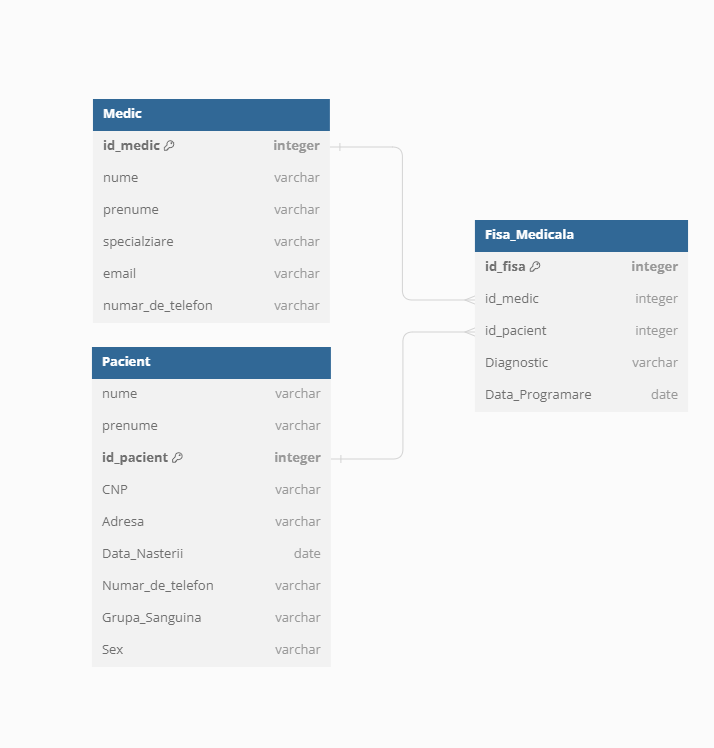 Medic
id_medic integer
nume varchar
prenume varchar
specialziare varchar
email varchar
numar_de_telefon varchar
Pacient
nume varchar
prenume varchar
id_pacient integer
CNP varchar
Adresa varchar
Data_Nasterii date
Numar_de_telefon varchar
Grupa_Sanguina varchar
Sex varchar
Fisa_Medicala
id_fisa integer
id_medic integer
id_pacient integer
Diagnostic varchar
Data_Programare date